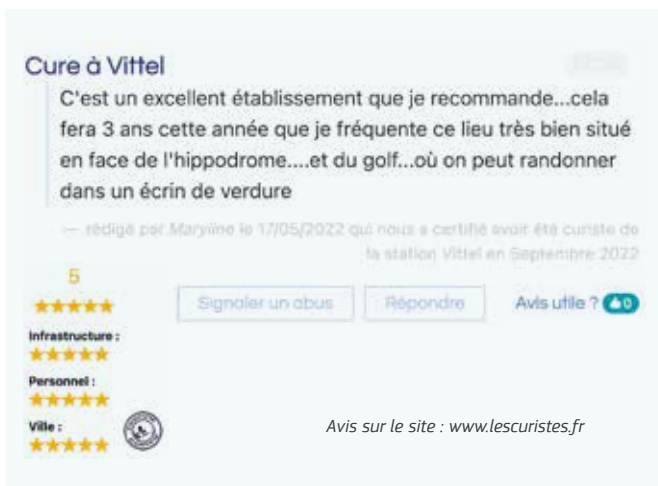 Cure à Vittel
C'est un excellent établissement que je recommande...cela
fera 3 ans cette année que je fréquente ce lieu très bien situé
en face de l'hippodrome....et du golf...où on peut randonner
dans un écrin de verdure
— rédigé par Maryline le 17/05/2022 qui nous a certifié avoir été curiste de
la station Vittel en Septembre 2022
5
Signaler un abus Répondre Avis utile ? 0
Infrastructure :
Personnel :
Ville :
Avis sur le site : www.lescuristes.fr